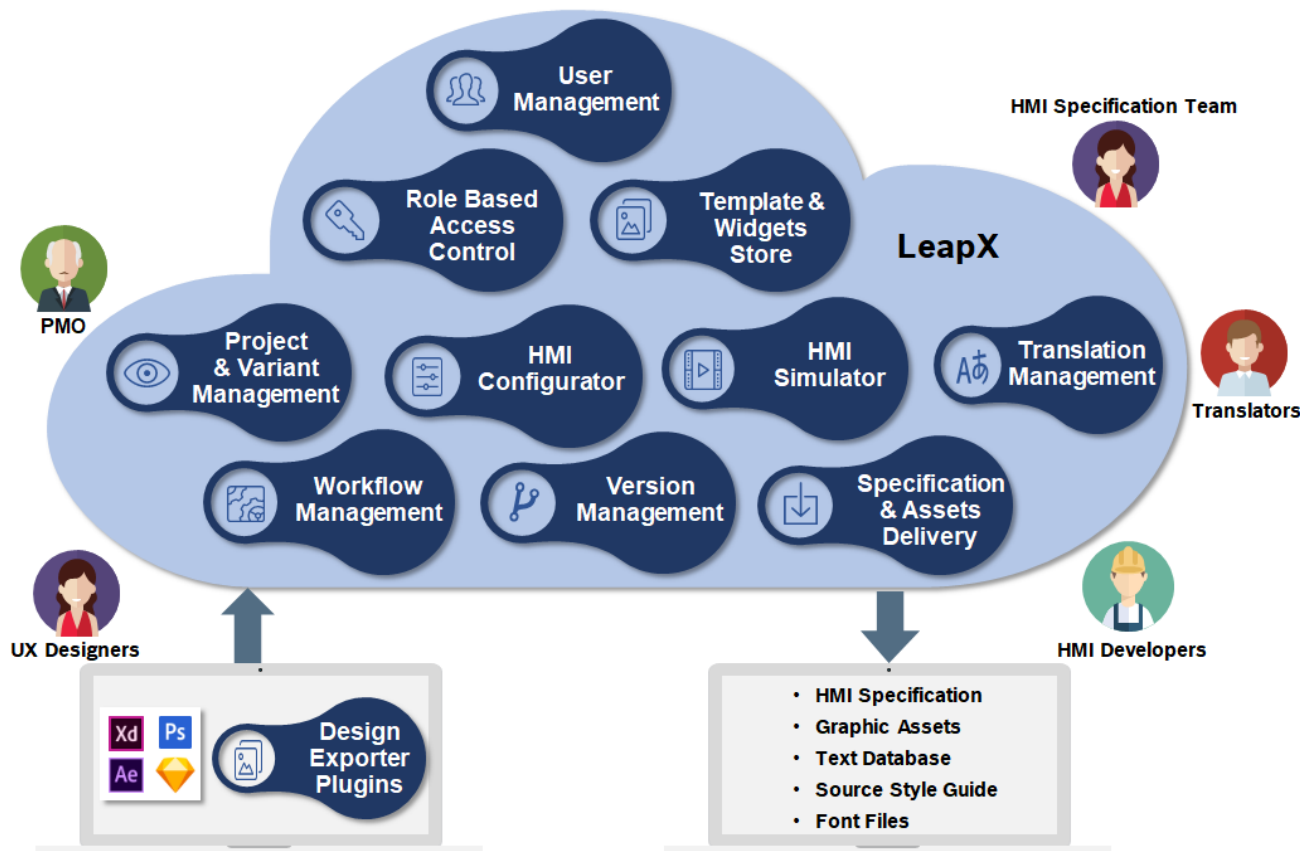 User
Management
HMI Specification Team
Role Based
Access
Control
Template &
Widgets
Store
LeapX
PMO
Project
& Variant
Management
HMI
Configurator
HMI
Simulator
Aあ
Translation
Management
Translators
Workflow
Management
Version
Management
Specification
& Assets
Delivery
UX Designers
HMI Developers
Xd
Ps
Ae
Design
Exporter
Plugins
• HMI Specification
• Graphic Assets
• Text Database
• Source Style Guide
• Font Files